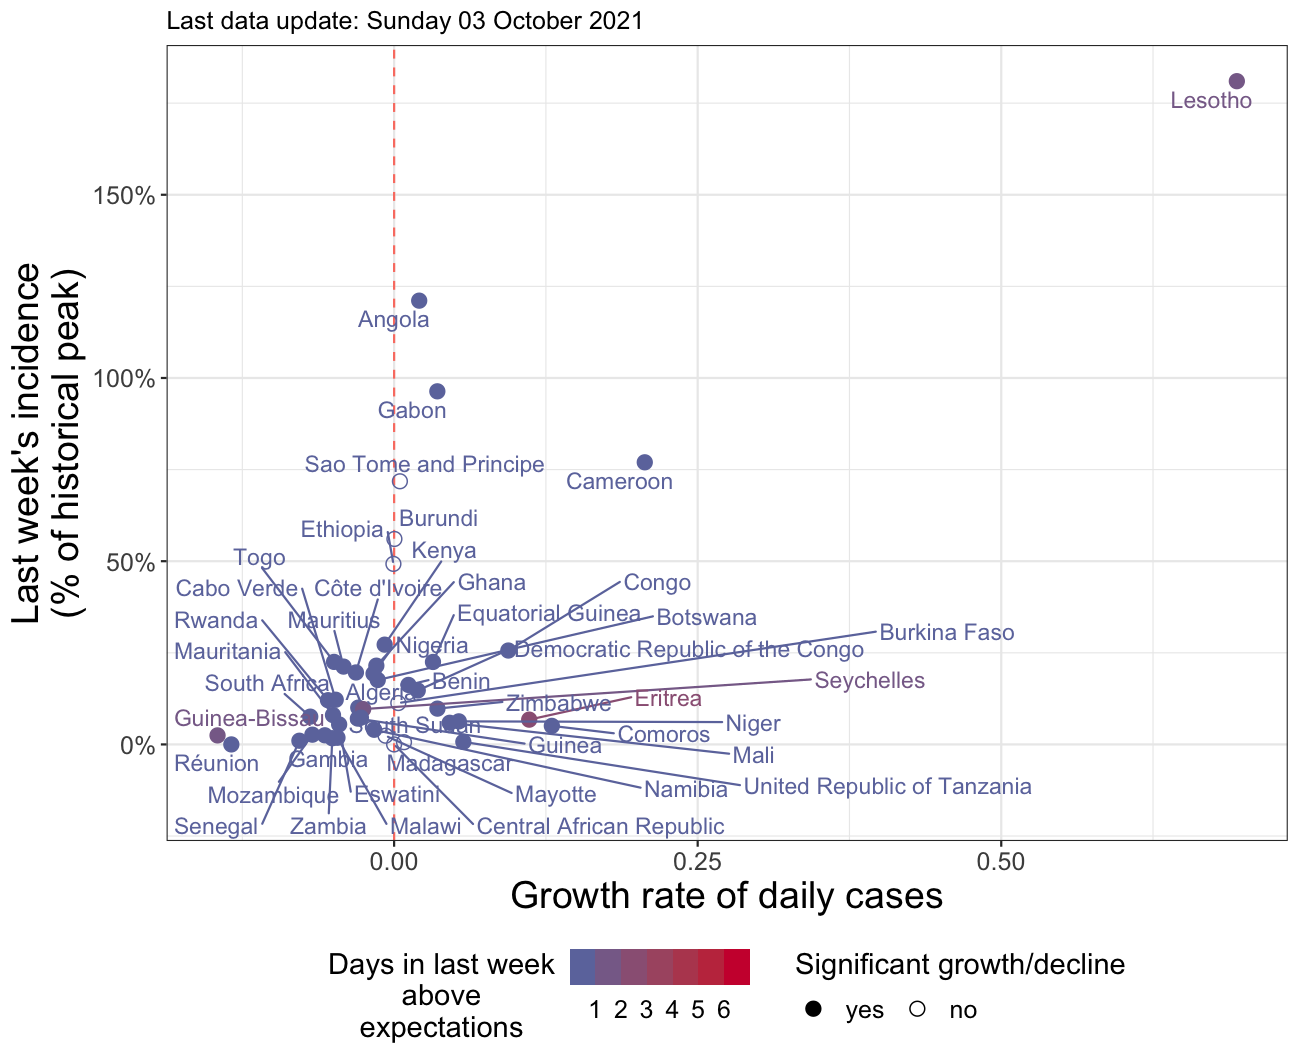 Last data update: Sunday 03 October 2021
Last week's incidence
(% of historical peak)
150%
100%
50%
0%
Lesotho
Angola
Gabon
Sao Tome and Principe
Cameroon
Burundi
Ethiopia
Kenya
Togo
Ghana
Congo
Cabo Verde
Côte d'Ivoire
Equatorial Guinea
Botswana
Rwanda
Mauritius
Burkina Faso
Nigeria
Democratic Republic of the Congo
Mauritania
South Africa
Algeria
Benin
Seychelles
Zimbabwe
Eritrea
Guinea-Bissau
South Sudan
Niger
Comoros
Guinea
Mali
Réunion
Gambia
Madagascar
Mozambique
Eswatini
Mayotte
Namibia
United Republic of Tanzania
Senegal
Zambia
Malawi
Central African Republic
0.00
0.25
0.50
Growth rate of daily cases
Days in last week
above
expectations
1 2 3 4 5 6
Significant growth/decline
yes
no